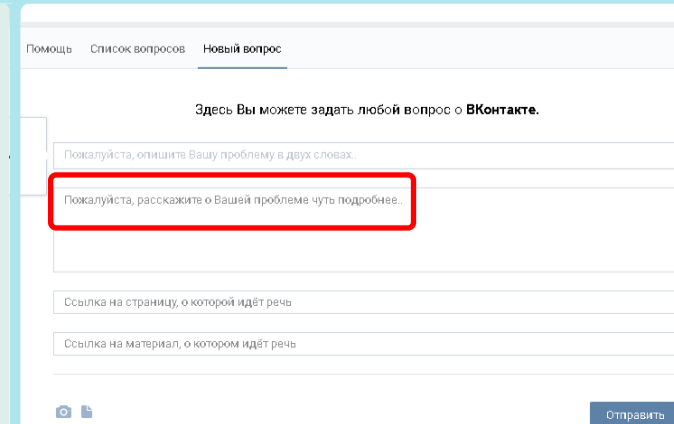 Помощь Список вопросов Новый вопрос
Здесь Вы можете задать любой вопрос о ВКонтакте.
Пожалуйста, опишите Вашу проблему в двух словах..
Пожалуйста, расскажите о Вашей проблеме чуть подробнее..
Ссылка на страницу, о которой идёт речь
Ссылка на материал, о котором идёт речь
Отправить